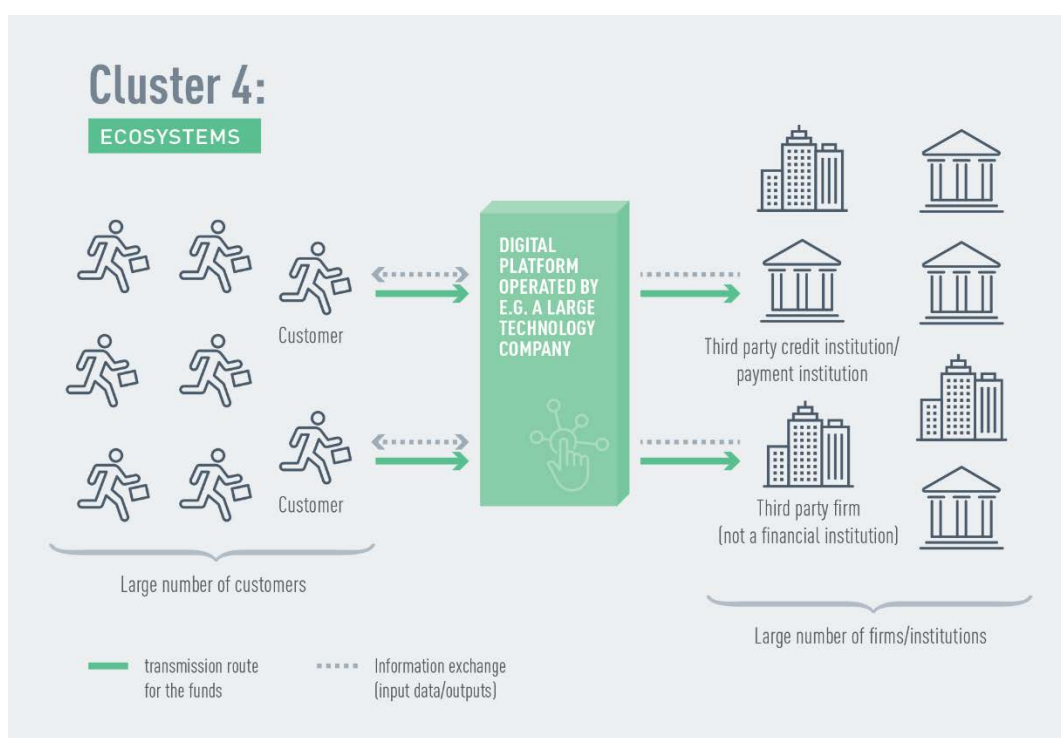 Cluster 4:
ECOSYSTEMS
DIGITAL
PLATFORM
OPERATED BY
E.G. A LARGE
TECHNOLOGY
COMPANY
Customer
Third party credit institution/
payment institution
Customer
Third party firm
(not a financial institution)
Large number of customers
Large number of firms/institutions
transmission route
for the funds
Information exchange
(input data/outputs)